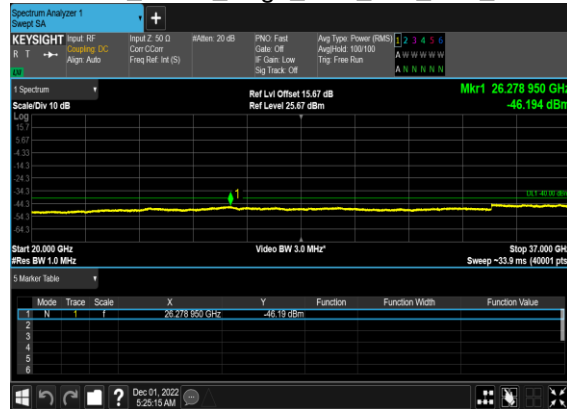 Spectrum Analyzer 1
Swept SA
+
KEYSIGHT Input: RF Input Z: 50 Ω #Atten: 20 dB PNO: Fast Avg Type: Power (RMS) 1 2 3 4 5 6
R T Coupling: DC Corr CCorr Gate: Off Avg|Hold: 100/100 A W W W W W
Align: Auto Freq Ref: Int (S) IF Gain: Low Trig: Free Run A N N N N N
Sig Track: Off
1 Spectrum Ref Lvl Offset 15.67 dB Mkr1 26.278 950 GHz
Scale/Div 10 dB Ref Level 25.67 dBm -46.194 dBm
Log
15.7
5.67
-4.33
-14.3
-24.3
-34.3
1
DL1 -40.00 dBm
-44.3
-54.3
-64.3
Start 20.000 GHz Video BW 3.0 MHz* Stop 37.000 GHz
#Res BW 1.0 MHz Sweep ~33.9 ms (40001 pts
5 Marker Table
Mode Trace Scale X Y Function Function Width Function Value
1 N 1 f 26.278 950 GHz -46.19 dBm
2
3
4
5
6
? Dec 01, 2022
5:25:15 AM